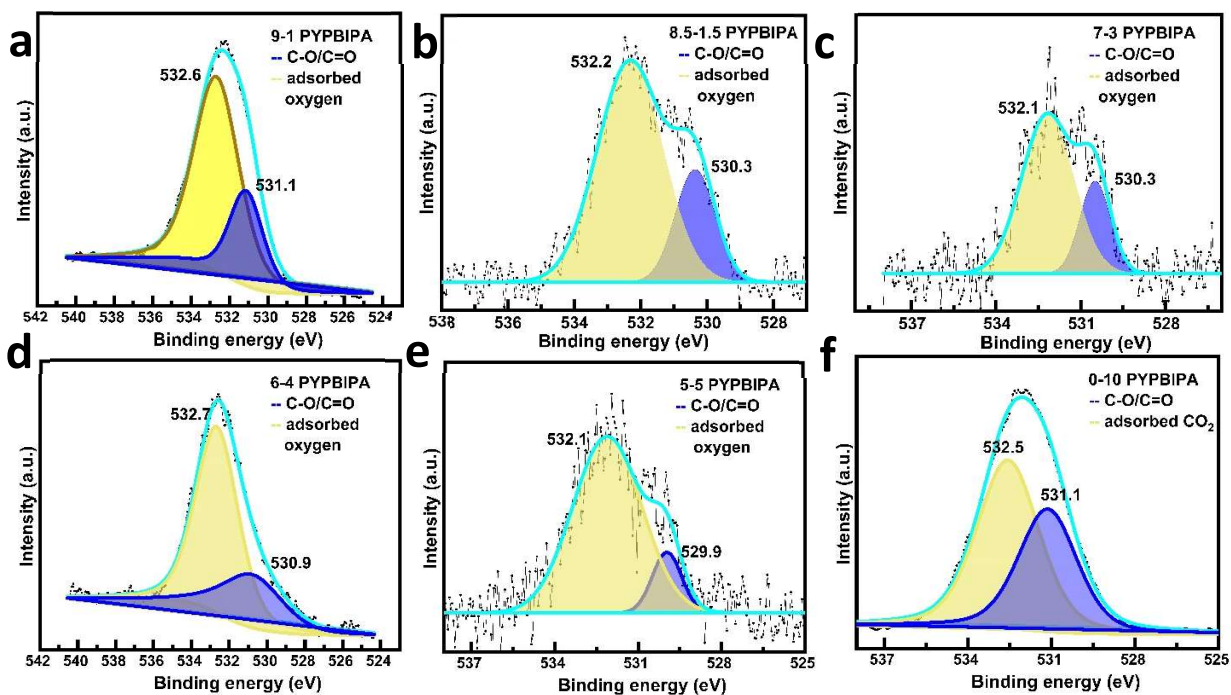 a
9-1 PYPBIPA
C-O/C=O
adsorbed
oxygen
532.6
531.1
Intensity (a.u.)
542 540 538 536 534 532 530 528 526 524
Binding energy (eV)
b
8.5-1.5 PYPBIPA
C-O/C=O
adsorbed
oxygen
532.2
530.3
Intensity (a.u.)
538 536 534 532 530 528
Binding energy (eV)
c
7-3 PYPBIPA
C-O/C=O
adsorbed
oxygen
532.1
530.3
Intensity (a.u.)
537 534 531 528
Binding energy (eV)
d
6-4 PYPBIPA
C-O/C=O
adsorbed
oxygen
532.7
530.9
Intensity (a.u.)
542 540 538 536 534 532 530 528 526 524
Binding energy (eV)
e
5-5 PYPBIPA
C-O/C=O
adsorbed
oxygen
532.1
529.9
Intensity (a.u.)
537 535 533 531 529 527 525
Binding energy (eV)
f
0-10 PYPBIPA
C-O/C=O
adsorbed CO₂
532.5
531.1
Intensity (a.u.)
537 534 531 528 525
Binding energy (eV)